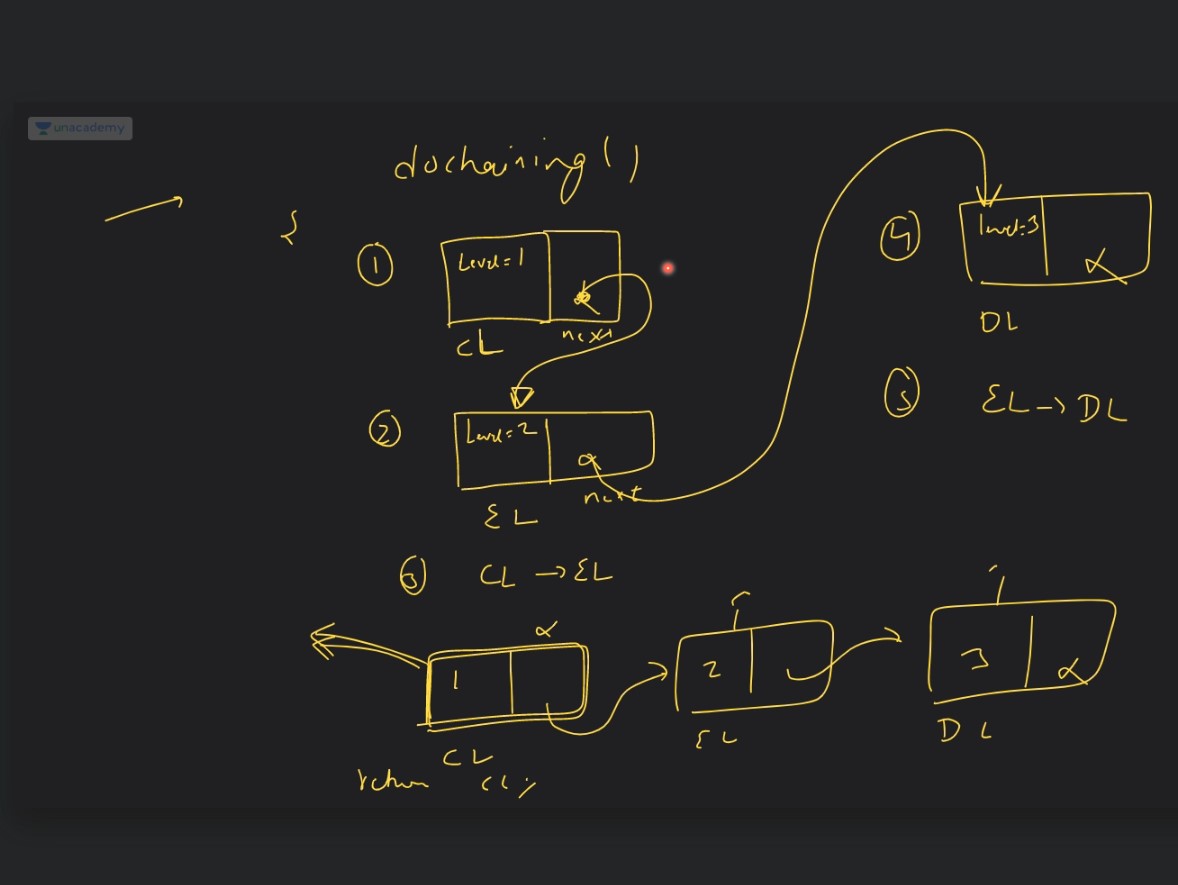 unacademy
dochaining()
{
① Level=1
CL next
② Level=2
EL next
③ CL → EL
④ Level=3
DL
⑤ EL → DL
1 2 3
CL EL DL
return CL;